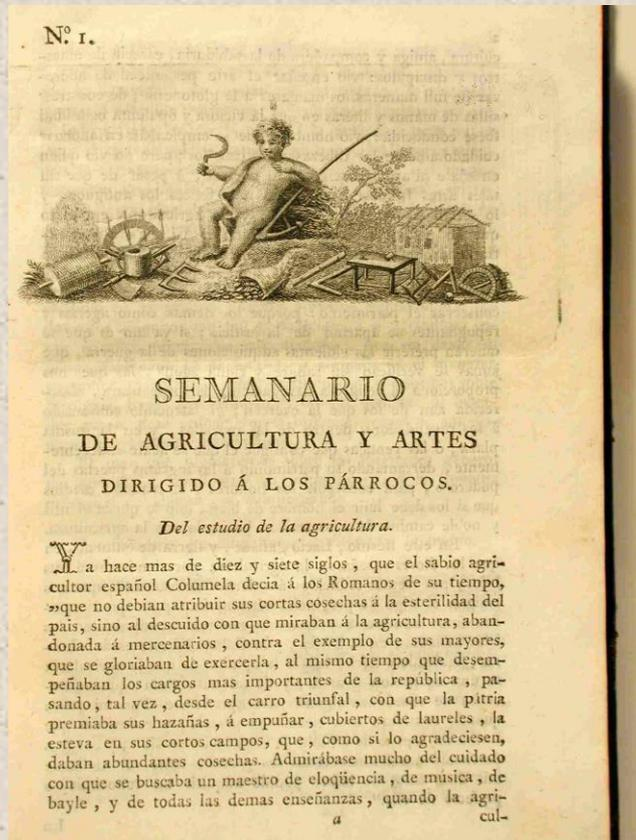 Nº. 1.
SEMANARIO
DE AGRICULTURA Y ARTES
DIRIGIDO Á LOS PÁRROCOS.
Del estudio de la agricultura.
Ya hace mas de diez y siete siglos, que el sabio agri-
cultor español Columela decia á los Romanos de su tiempo,
„que no debian atribuir sus cortas cosechas á la esterilidad del
pais, sino al descuido con que miraban á la agricultura, aban-
donada á mercenarios, contra el exemplo de sus mayores,
que se gloriaban de exercerla, al mismo tiempo que desem-
peñaban los cargos mas importantes de la república, pa-
sando, tal vez, desde el carro triunfal, con que la patria
premiaba sus hazañas, á empuñar, cubiertos de laureles, la
esteva en sus cortos campos, que, como si lo agradeciesen,
daban abundantes cosechas. Admirábase mucho del cuidado
con que se buscaba un maestro de eloqüencia, de música, de
bayle, y de todas las demas enseñanzas, quando la agri-
a
cul-